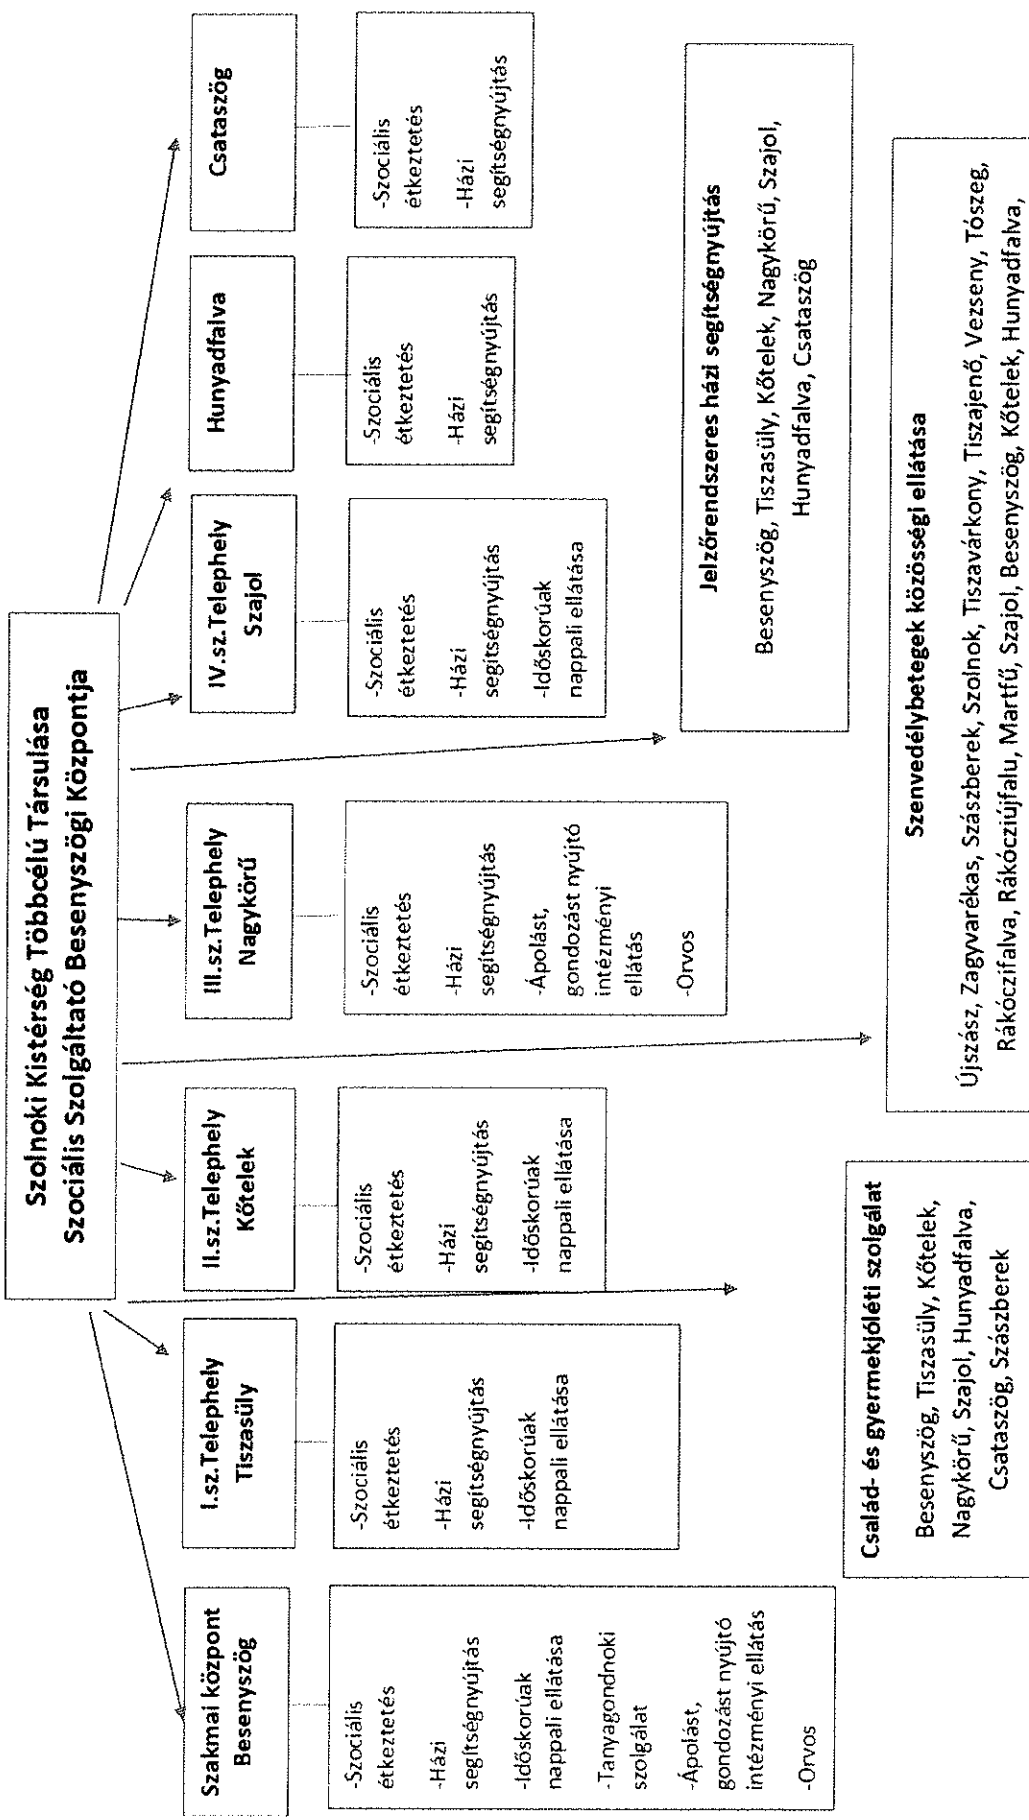 Szolnoki Kistérség Többcélú Társulása
Szociális Szolgáltató Besenyszögi Központja
Szakmai központ
Besenyszög
-Szociális
étkeztetés
-Házi
segítségnyújtás
-Időskorúak
nappali ellátása
-Tanyagondnoki
szolgálat
-Ápolást,
gondozást nyújtó
intézményi ellátás
-Orvos
I.sz.Telephely
Tiszasüly
-Szociális
étkeztetés
-Házi
segítségnyújtás
-Időskorúak
nappali ellátása
II.sz.Telephely
Kőtelek
-Szociális
étkeztetés
-Házi
segítségnyújtás
-Időskorúak
nappali ellátása
III.sz.Telephely
Nagykörű
-Szociális
étkeztetés
-Házi
segítségnyújtás
-Ápolást,
gondozást nyújtó
intézményi
ellátás
-Orvos
IV.sz.Telephely
Szajol
-Szociális
étkeztetés
-Házi
segítségnyújtás
-Időskorúak
nappali ellátása
Hunyadfalva
-Szociális
étkeztetés
-Házi
segítségnyújtás
Csataszög
-Szociális
étkeztetés
-Házi
segítségnyújtás
Család- és gyermekjóléti szolgálat
Besenyszög, Tiszasüly, Kőtelek,
Nagykörű, Szajol, Hunyadfalva,
Csataszög, Szászberek
Jelzőrendszeres házi segítségnyújtás
Besenyszög, Tiszasüly, Kőtelek, Nagykörű, Szajol,
Hunyadfalva, Csataszög
Szenvedélybetegek közösségi ellátása
Újszász, Zagyvarékas, Szászberek, Szolnok, Tiszavárkony, Tiszajenő, Vezseny, Tószeg,
Rákóczifalva, Rákócziújfalu, Martfű, Szajol, Besenyszög, Kőtelek, Hunyadfalva,